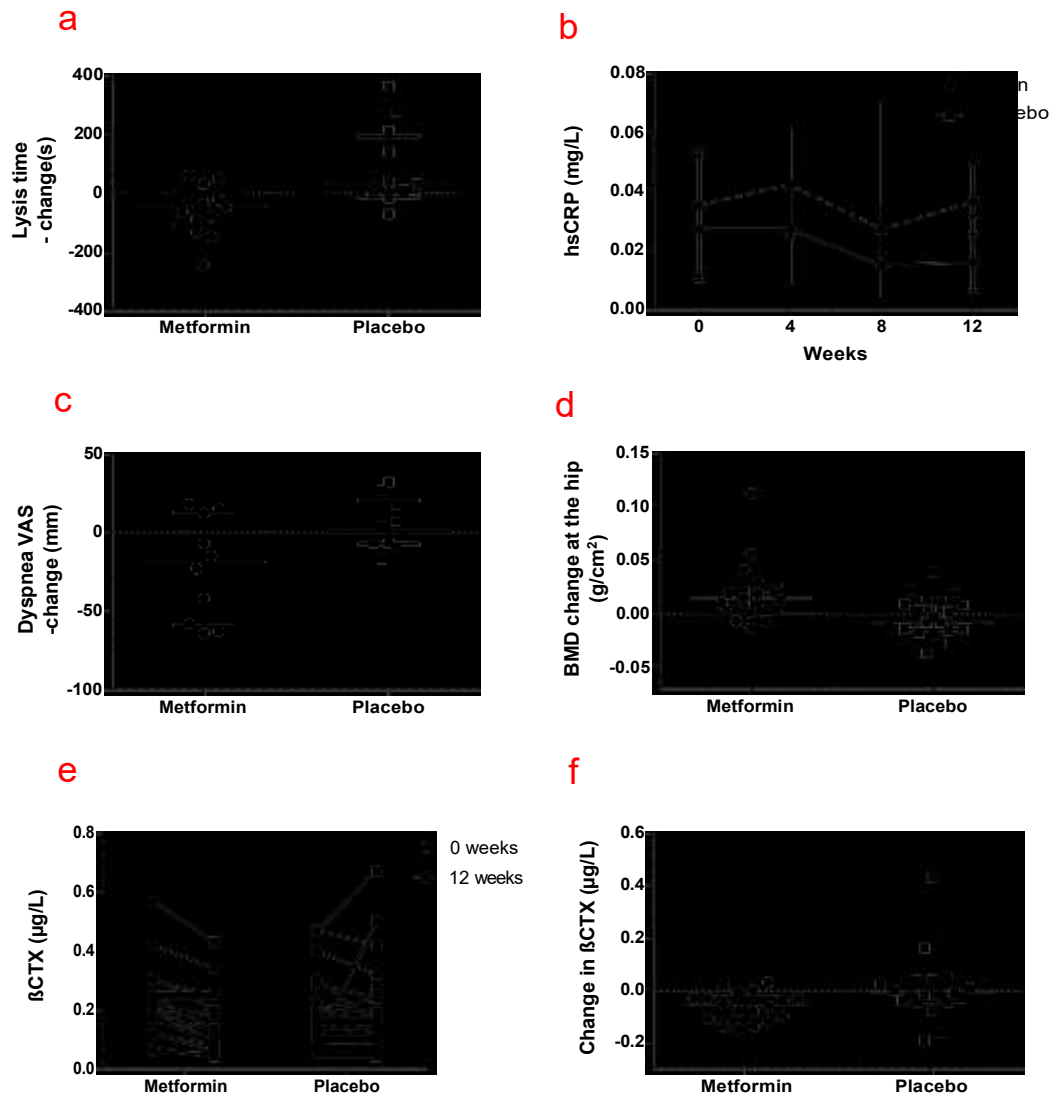 a
400
200
0
-200
-400
Lysis time
- change(s)
Metformin Placebo
b
0.08
0.06
0.04
0.02
0.00
hsCRP (mg/L)
n
ebo
0 4 8 12
Weeks
c
50
0
-50
-100
Dyspnea VAS
-change (mm)
Metformin Placebo
d
0.15
0.10
0.05
0.00
-0.05
BMD change at the hip
(g/cm²)
Metformin Placebo
e
0.8
0.6
0.4
0.2
0.0
ßCTX (µg/L)
0 weeks
12 weeks
Metformin Placebo
f
0.6
0.4
0.2
0.0
-0.2
Change in ßCTX (µg/L)
Metformin Placebo